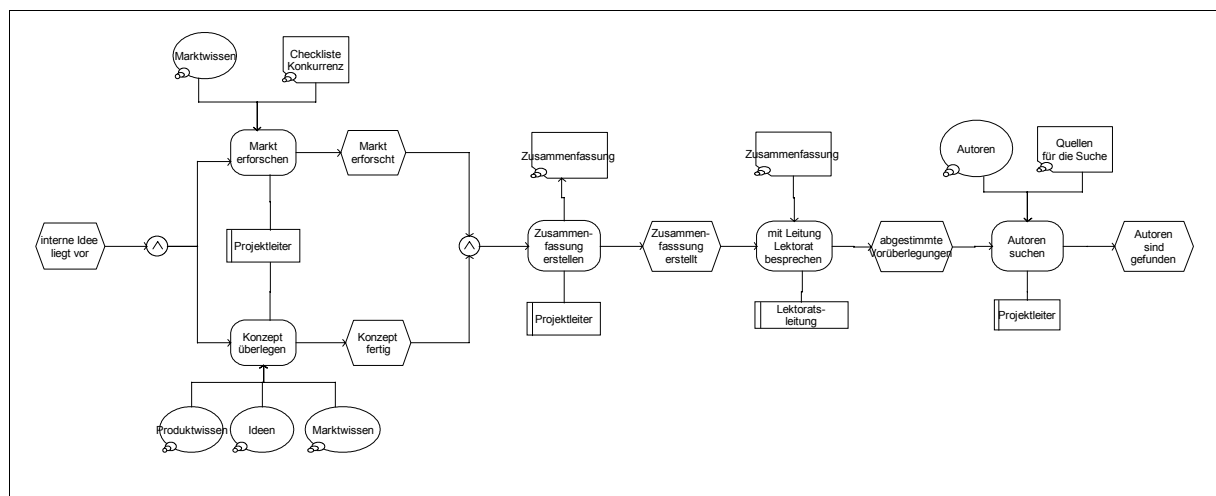 Marktwissen
Checkliste
Konkurrenz
Markt
erforschen
Markt
erforscht
interne Idee
liegt vor
Projektleiter
Konzept
überlegen
Konzept
fertig
Produktwissen
Ideen
Marktwissen
Zusammenfassung
Zusammen-
fassung
erstellen
Projektleiter
Zusammen-
fasssung
erstellt
Zusammenfassung
mit Leitung
Lektorat
besprechen
Lektorats-
leitung
abgestimmte
Vorüberlegungen
Autoren
Quellen
für die Suche
Autoren
suchen
Projektleiter
Autoren
sind
gefunden